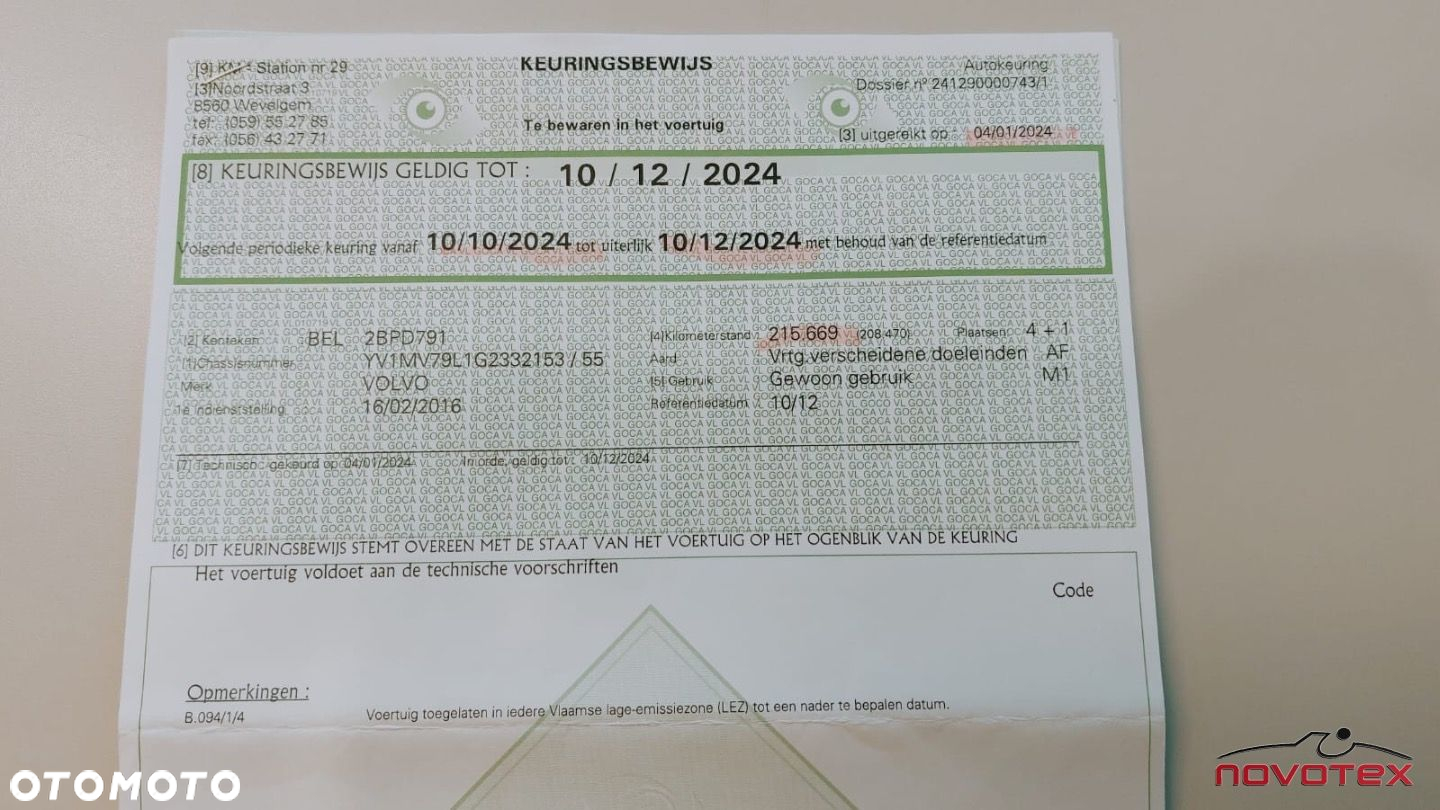 [9] KM - Station nr 29
KEURINGSBEWIJS
Autokeuring
[3]Noordstraat 3
Dossier n° 241290000743/1
8560 Wevelgem
tel: (059) 55 27 85
Te bewaren in het voertuig
fax: (056) 43 27 71
[3] uitgereikt op : 04/01/2024
[8] KEURINGSBEWIJS GELDIG TOT : 10 / 12 / 2024
Volgende periodieke keuring vanaf 10/10/2024 tot uiterlijk 10/12/2024 met behoud van de referentiedatum
[2] Kenteken BEL 2BPD791
[4]Kilometerstand : 215.669 (208.470) Plaatsen: 4 + 1
[1]Chassisnummer YV1MV79L1G2332153 / 55
Aard : Vrtg.verscheidene doeleinden AF
Merk VOLVO
[5] Gebruik : Gewoon gebruik M1
1e indienststelling 16/02/2016
Referentiedatum : 10/12
[7] Technisch : gekeurd op 04/01/2024 In orde, geldig tot : 10/12/2024
[6] DIT KEURINGSBEWIJS STEMT OVEREEN MET DE STAAT VAN HET VOERTUIG OP HET OGENBLIK VAN DE KEURING
Het voertuig voldoet aan de technische voorschriften
Code
Opmerkingen :
B.094/1/4 Voertuig toegelaten in iedere Vlaamse lage-emissiezone (LEZ) tot een nader te bepalen datum.
OTOMOTO
NOVOTEX